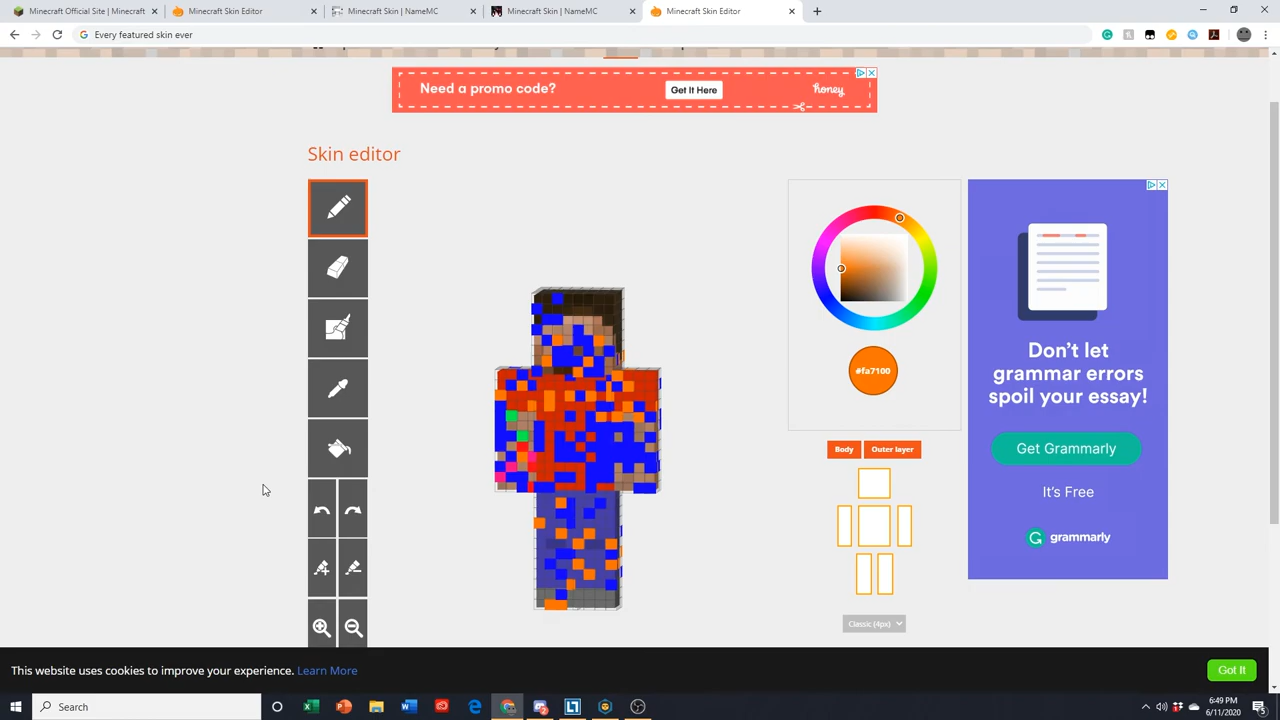 Minecraft Official Site | Minecraft
Minecraft Skin Editor
Minecraft Skin | NameMC
Minecraft Skin | NameMC
Minecraft Skin Editor
Every featured skin ever
Need a promo code?
Get It Here
honey
Skin editor
#fa7100
Body
Outer layer
Classic (4px)
Don't let
grammar errors
spoil your essay!
Get Grammarly
It's Free
grammarly
This website uses cookies to improve your experience. Learn More
Got It
Search
6:49 PM
6/11/2020